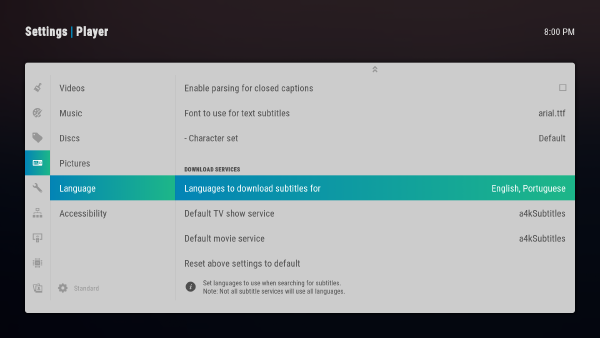 Settings | Player
8:00 PM
Videos
Music
Discs
Pictures
Language
Accessibility
Standard
Enable parsing for closed captions
Font to use for text subtitles arial.ttf
- Character set Default
DOWNLOAD SERVICES
Languages to download subtitles for English, Portuguese
Default TV show service a4kSubtitles
Default movie service a4kSubtitles
Reset above settings to default
Set languages to use when searching for subtitles.
Note: Not all subtitle services will use all languages.